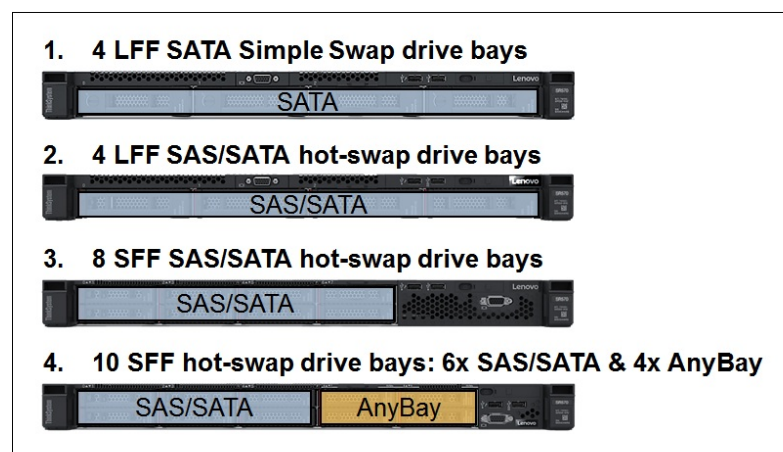 1. 4 LFF SATA Simple Swap drive bays
Lenovo
SATA
2. 4 LFF SAS/SATA hot-swap drive bays
Lenovo
SAS/SATA
3. 8 SFF SAS/SATA hot-swap drive bays
Lenovo
SAS/SATA
4. 10 SFF hot-swap drive bays: 6x SAS/SATA & 4x AnyBay
SAS/SATA
AnyBay
Lenovo